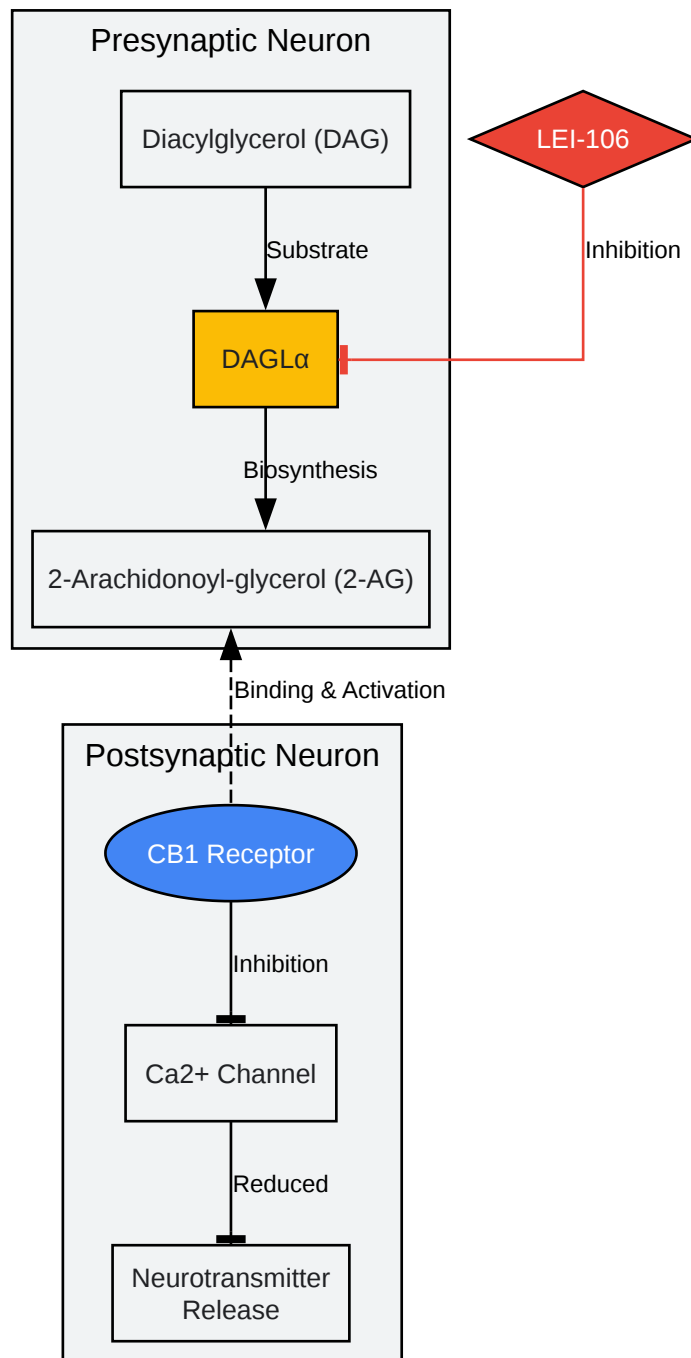 Presynaptic Neuron
Diacylglycerol (DAG)
LEI-106
Substrate
Inhibition
DAGLα
Biosynthesis
2-Arachidonoyl-glycerol (2-AG)
Binding & Activation
Postsynaptic Neuron
CB1 Receptor
Inhibition
Ca2+ Channel
Reduced
Neurotransmitter
Release